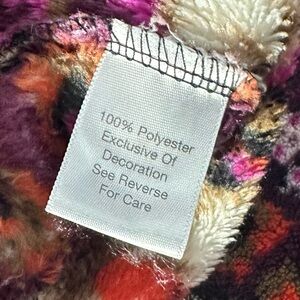 100% Polyester
Exclusive Of
Decoration
See Reverse
For Care